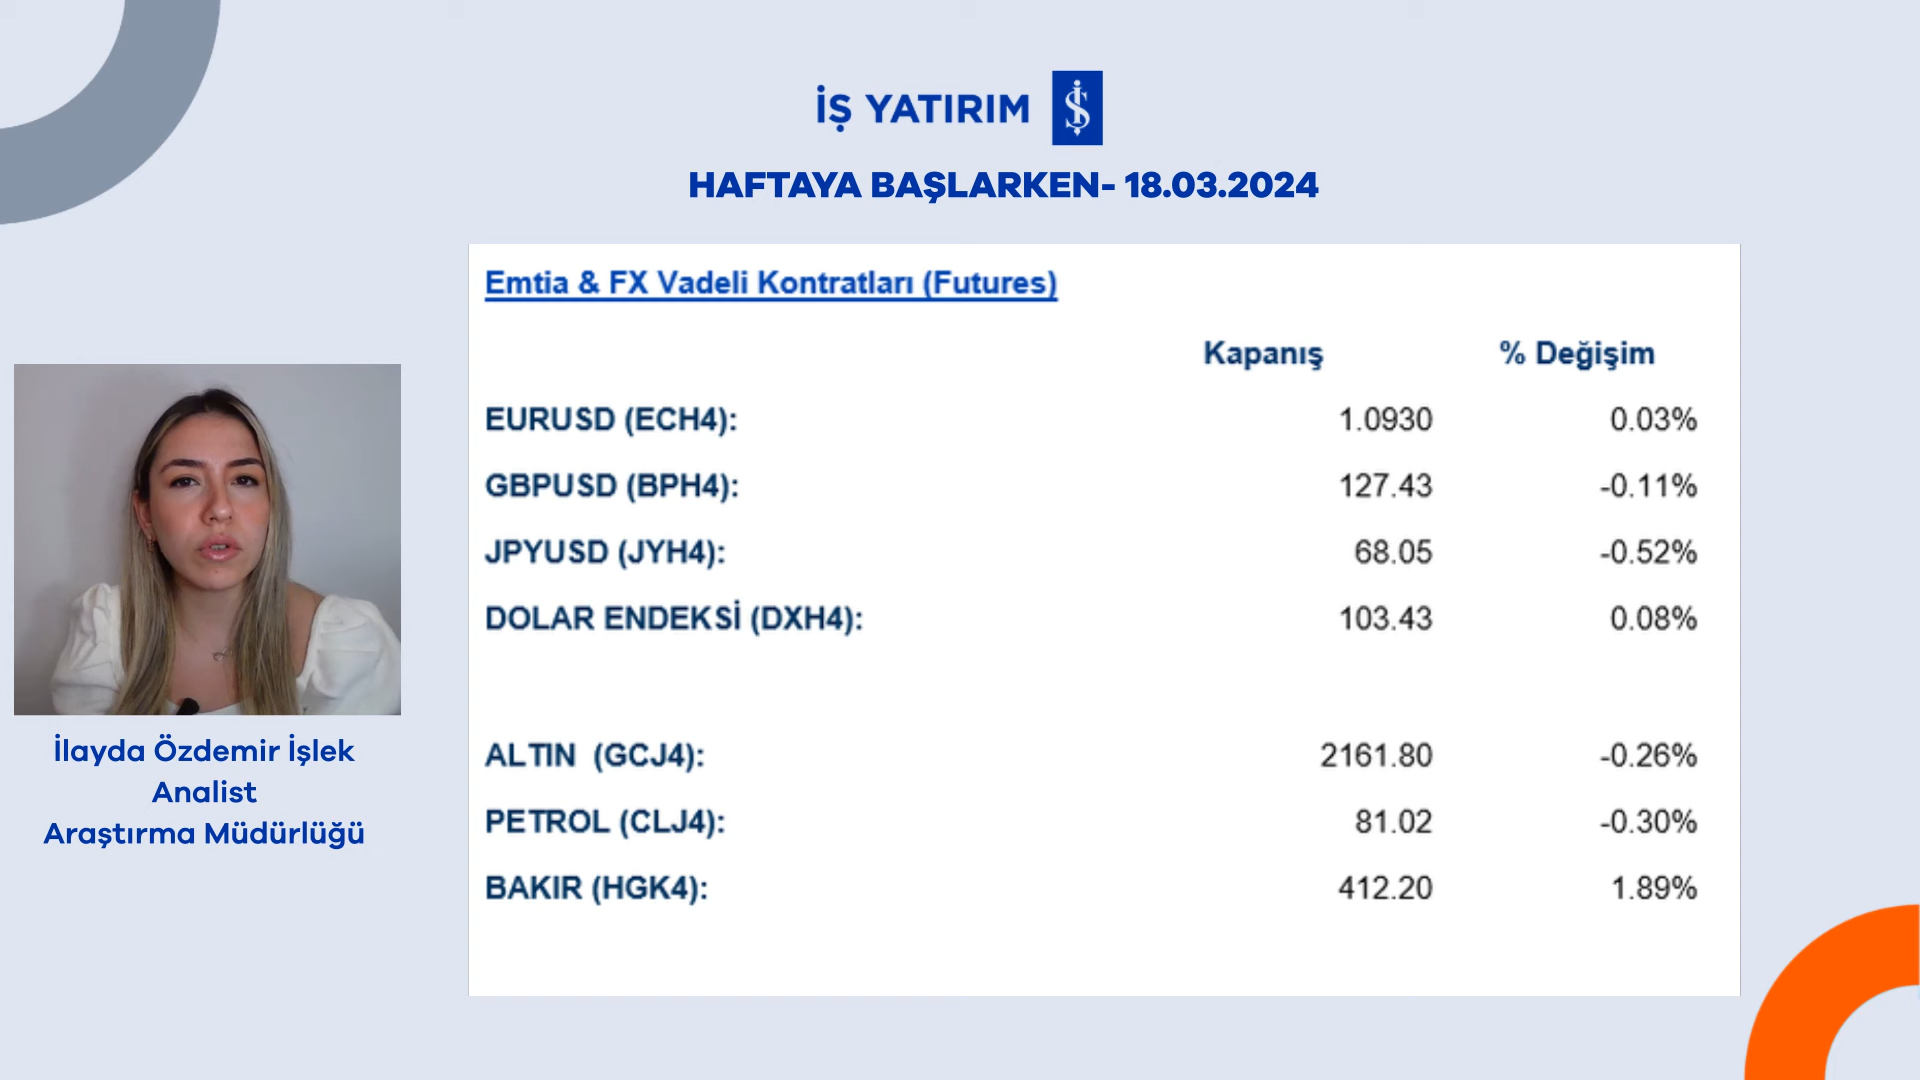 İŞ YATIRIM
HAFTAYA BAŞLARKEN- 18.03.2024
Emtia & FX Vadeli Kontratları (Futures)
Kapanış % Değişim
EURUSD (ECH4): 1.0930 0.03%
GBPUSD (BPH4): 127.43 -0.11%
JPYUSD (JYH4): 68.05 -0.52%
DOLAR ENDEKSİ (DXH4): 103.43 0.08%
ALTIN (GCJ4): 2161.80 -0.26%
PETROL (CLJ4): 81.02 -0.30%
BAKIR (HGK4): 412.20 1.89%
İlayda Özdemir İşlek
Analist
Araştırma Müdürlüğü